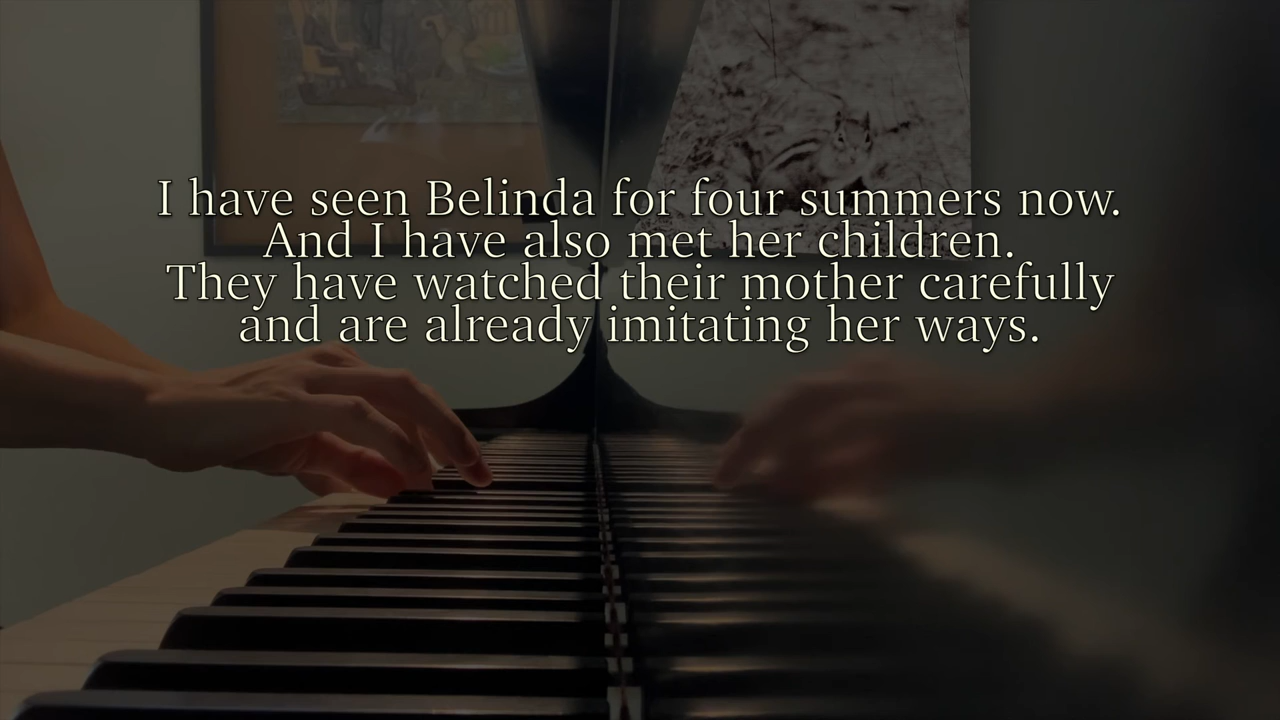 I have seen Belinda for four summers now.
And I have also met her children.
They have watched their mother carefully
and are already imitating her ways.